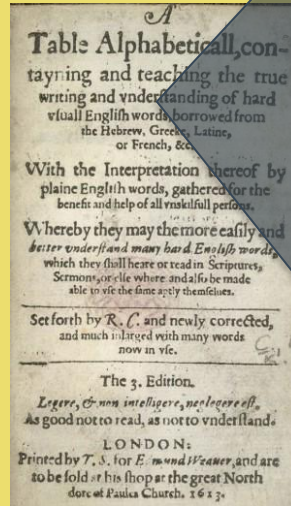 A
Table Alphabeticall, con-
tayning and teaching the true
writing and vnderstanding of hard
vsuall English words, borrowed from
the Hebrew, Greeke, Latine,
or French, &c.
With the Interpretation thereof by
plaine English words, gathered for the
benefit and help of all vnskilfull persons.
Whereby they may the more easily and
better vnderstand many hard English words,
which they shall heare or read in Scriptures,
Sermons, or else where and also be made
able to vse the same aptly themselues.
Set forth by R. C. and newly corrected,
and much inlarged with many words
now in vse.
The 3. Edition.
Legere, & non intelligere, neglegere est.
As good not to read, as not to vnderstand.
LONDON:
Printed by T. S. for Edmund Weauer, and are
to be sold at his shop at the great North
dore of Paules Church. 1613.